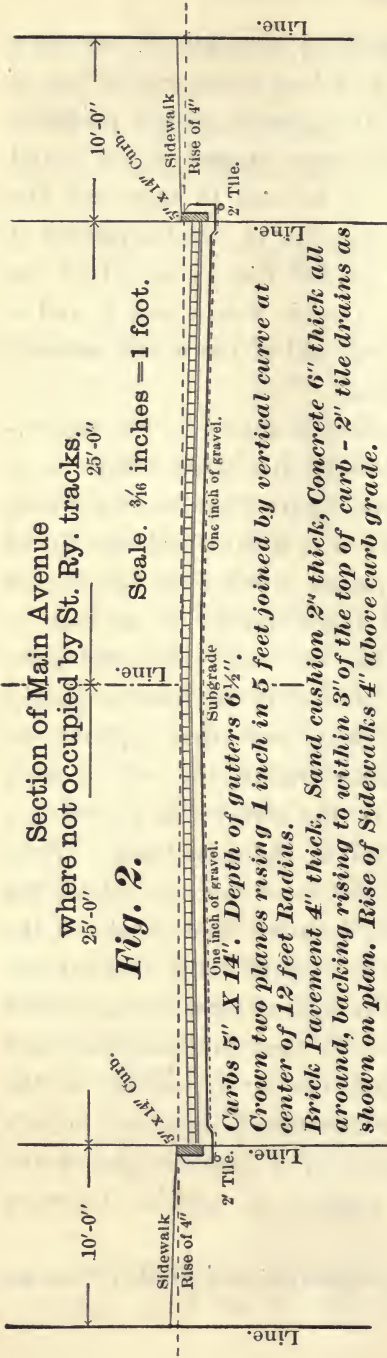 Section of Main Avenue
where not occupied by St. Ry. tracks.
10'-0"
25'-0"
25'-0"
10'-0"
Fig. 2.
Scale. 3/16 inches = 1 foot.
Line.
Line.
Line.
Line.
Line.
5" X 14" Curb.
5" X 14" Curb.
Sidewalk
Rise of 4"
Sidewalk
Rise of 4"
2' Tile.
2' Tile.
One inch of gravel.
Subgrade
One inch of gravel.
Curbs 5" X 14". Depth of gutters 6½".
Crown two planes rising 1 inch in 5 feet joined by vertical curve at
center of 12 feet Radius.
Brick Pavement 4" thick, Sand cushion 2" thick, Concrete 6" thick all
around, backing rising to within 3" of the top of curb - 2' tile drains as
shown on plan. Rise of Sidewalks 4" above curb grade.